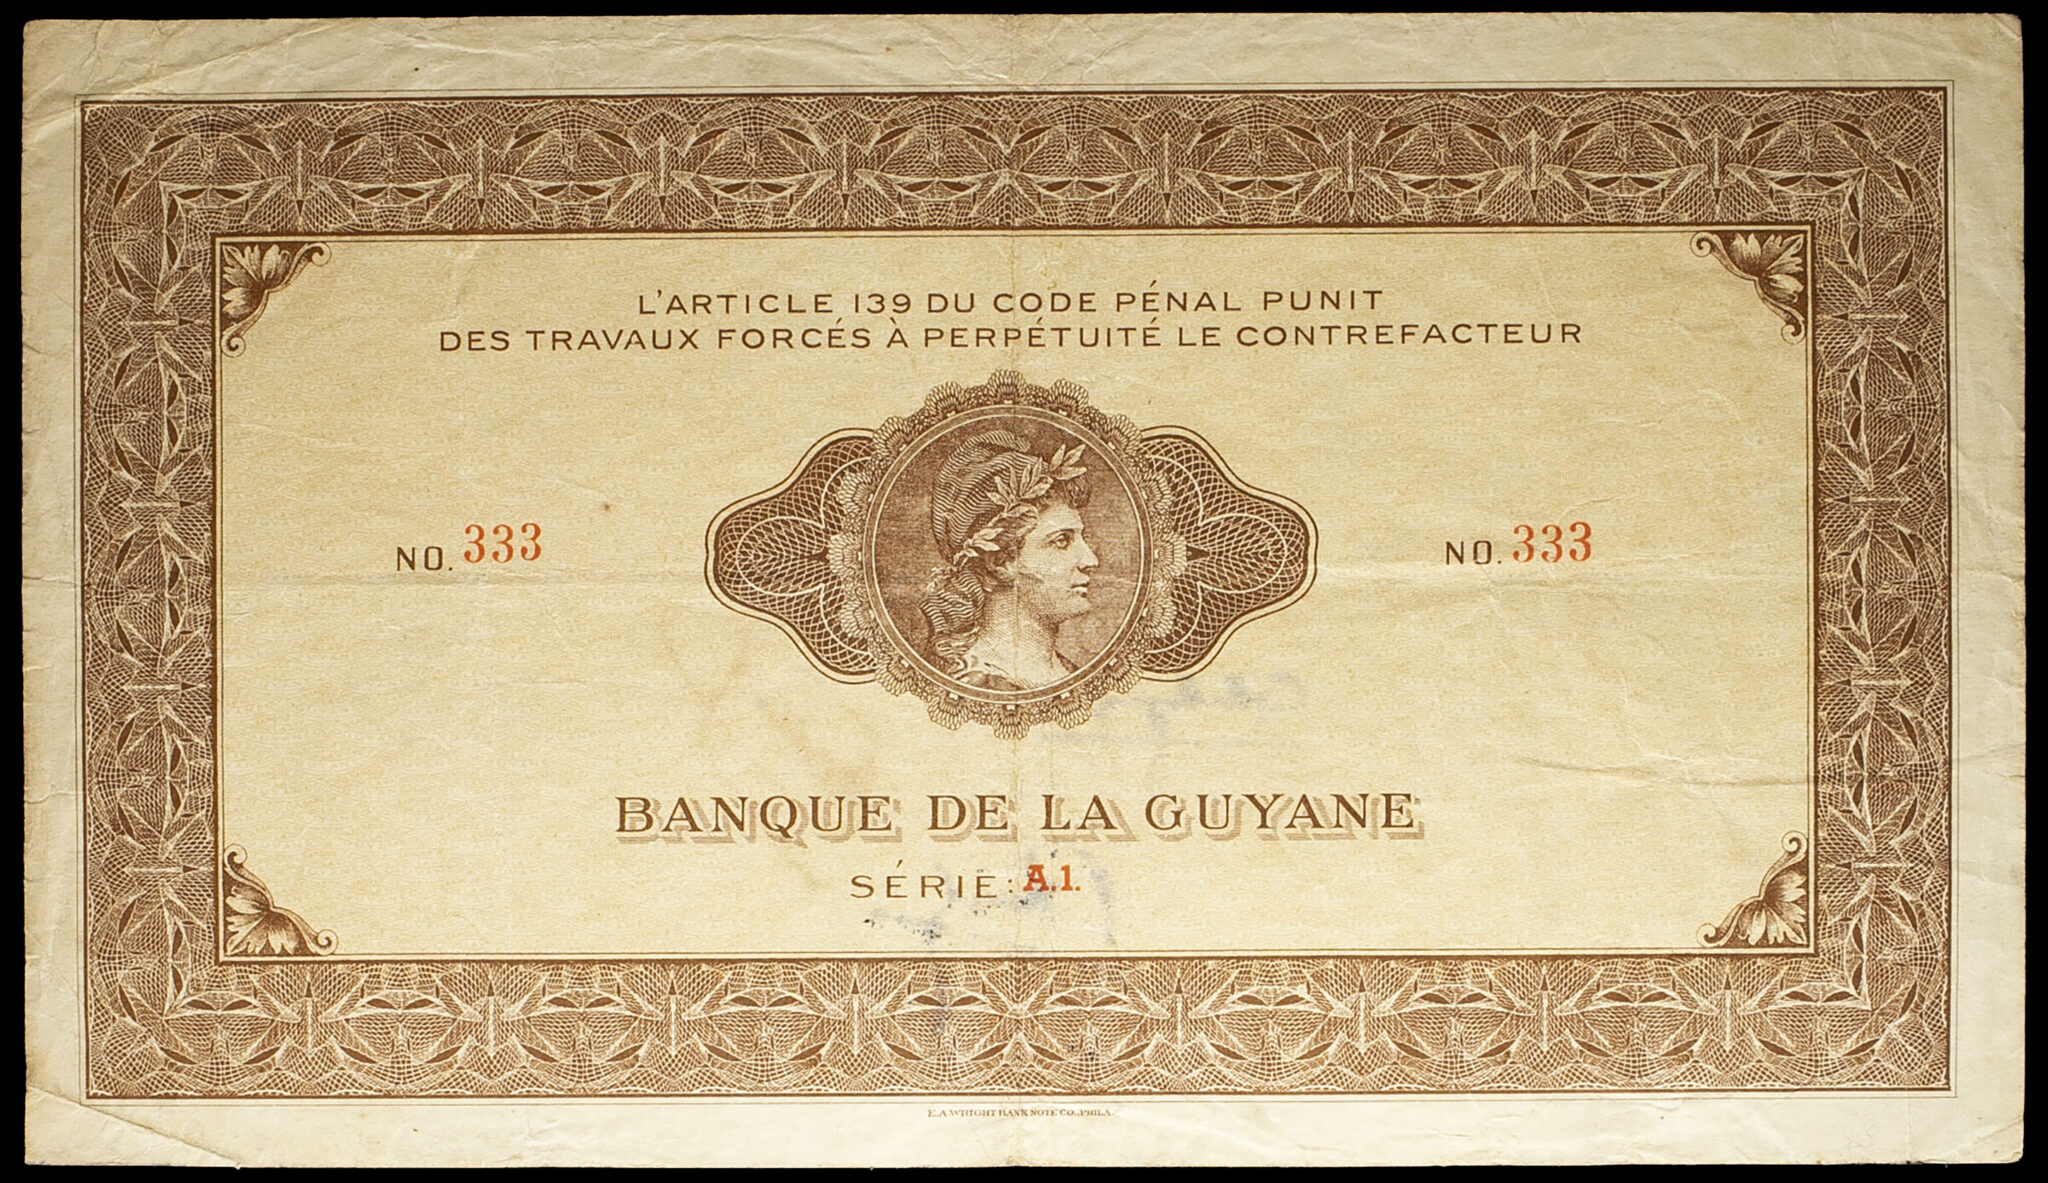 L'ARTICLE 139 DU CODE PÉNAL PUNIT
DES TRAVAUX FORCÉS À PERPÉTUITÉ LE CONTREFACTEUR
NO. 333
NO. 333
BANQUE DE LA GUYANE
SÉRIE: A.1.
E.A.WRIGHT BANK NOTE CO., PHILA.